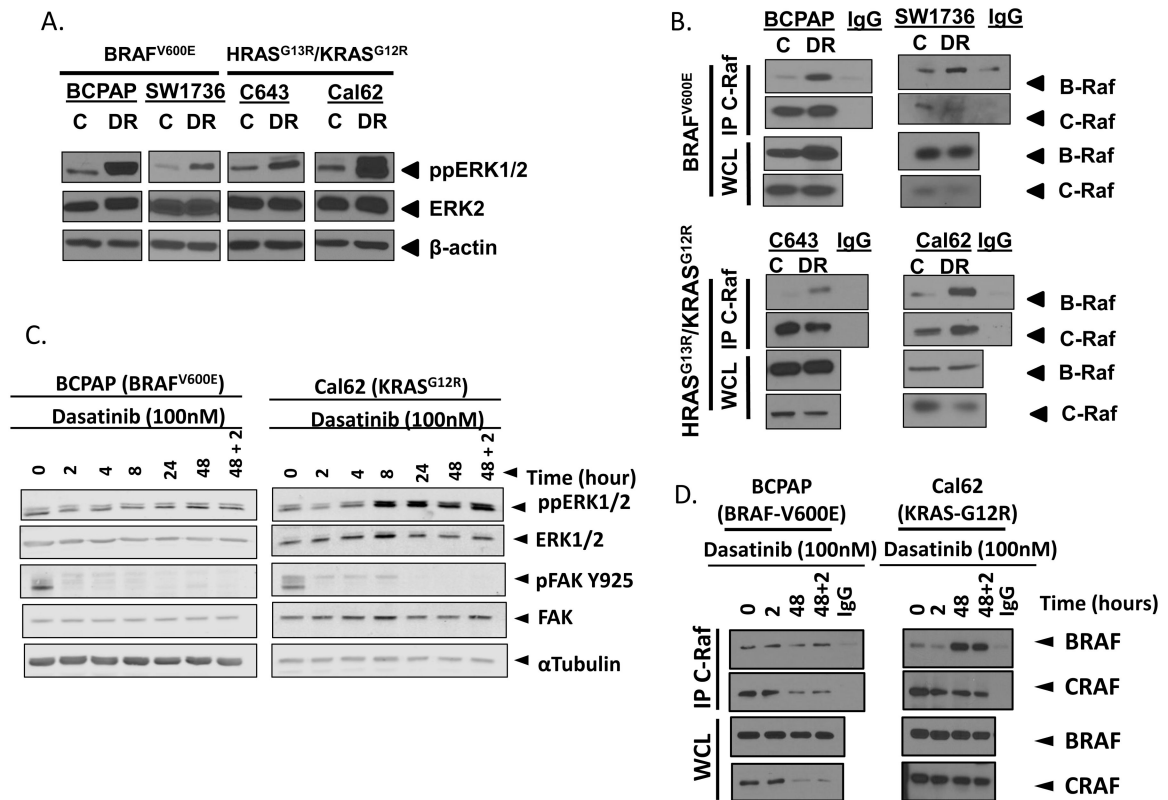 A.
BRAFV600E HRASG13R/KRASG12R
BCPAP SW1736 C643 Cal62
C DR C DR C DR C DR
ppERK1/2
ERK2
β-actin
B.
BRAFV600E
IP C-Raf
WCL
BCPAP IgG SW1736 IgG
C DR C DR
B-Raf
C-Raf
B-Raf
C-Raf
HRASG13R/KRASG12R
IP C-Raf
WCL
C643 IgG Cal62 IgG
C DR C DR
B-Raf
C-Raf
B-Raf
C-Raf
C.
BCPAP (BRAFV600E) Cal62 (KRASG12R)
Dasatinib (100nM) Dasatinib (100nM)
0 2 4 8 24 48 48 + 2 0 2 4 8 24 48 48 + 2 Time (hour)
ppERK1/2
ERK1/2
pFAK Y925
FAK
αTubulin
D.
BCPAP Cal62
(BRAF-V600E) (KRAS-G12R)
Dasatinib (100nM) Dasatinib (100nM)
0 2 48 48+2 IgG 0 2 48 48+2 IgG Time (hours)
IP C-Raf
WCL
BRAF
CRAF
BRAF
CRAF